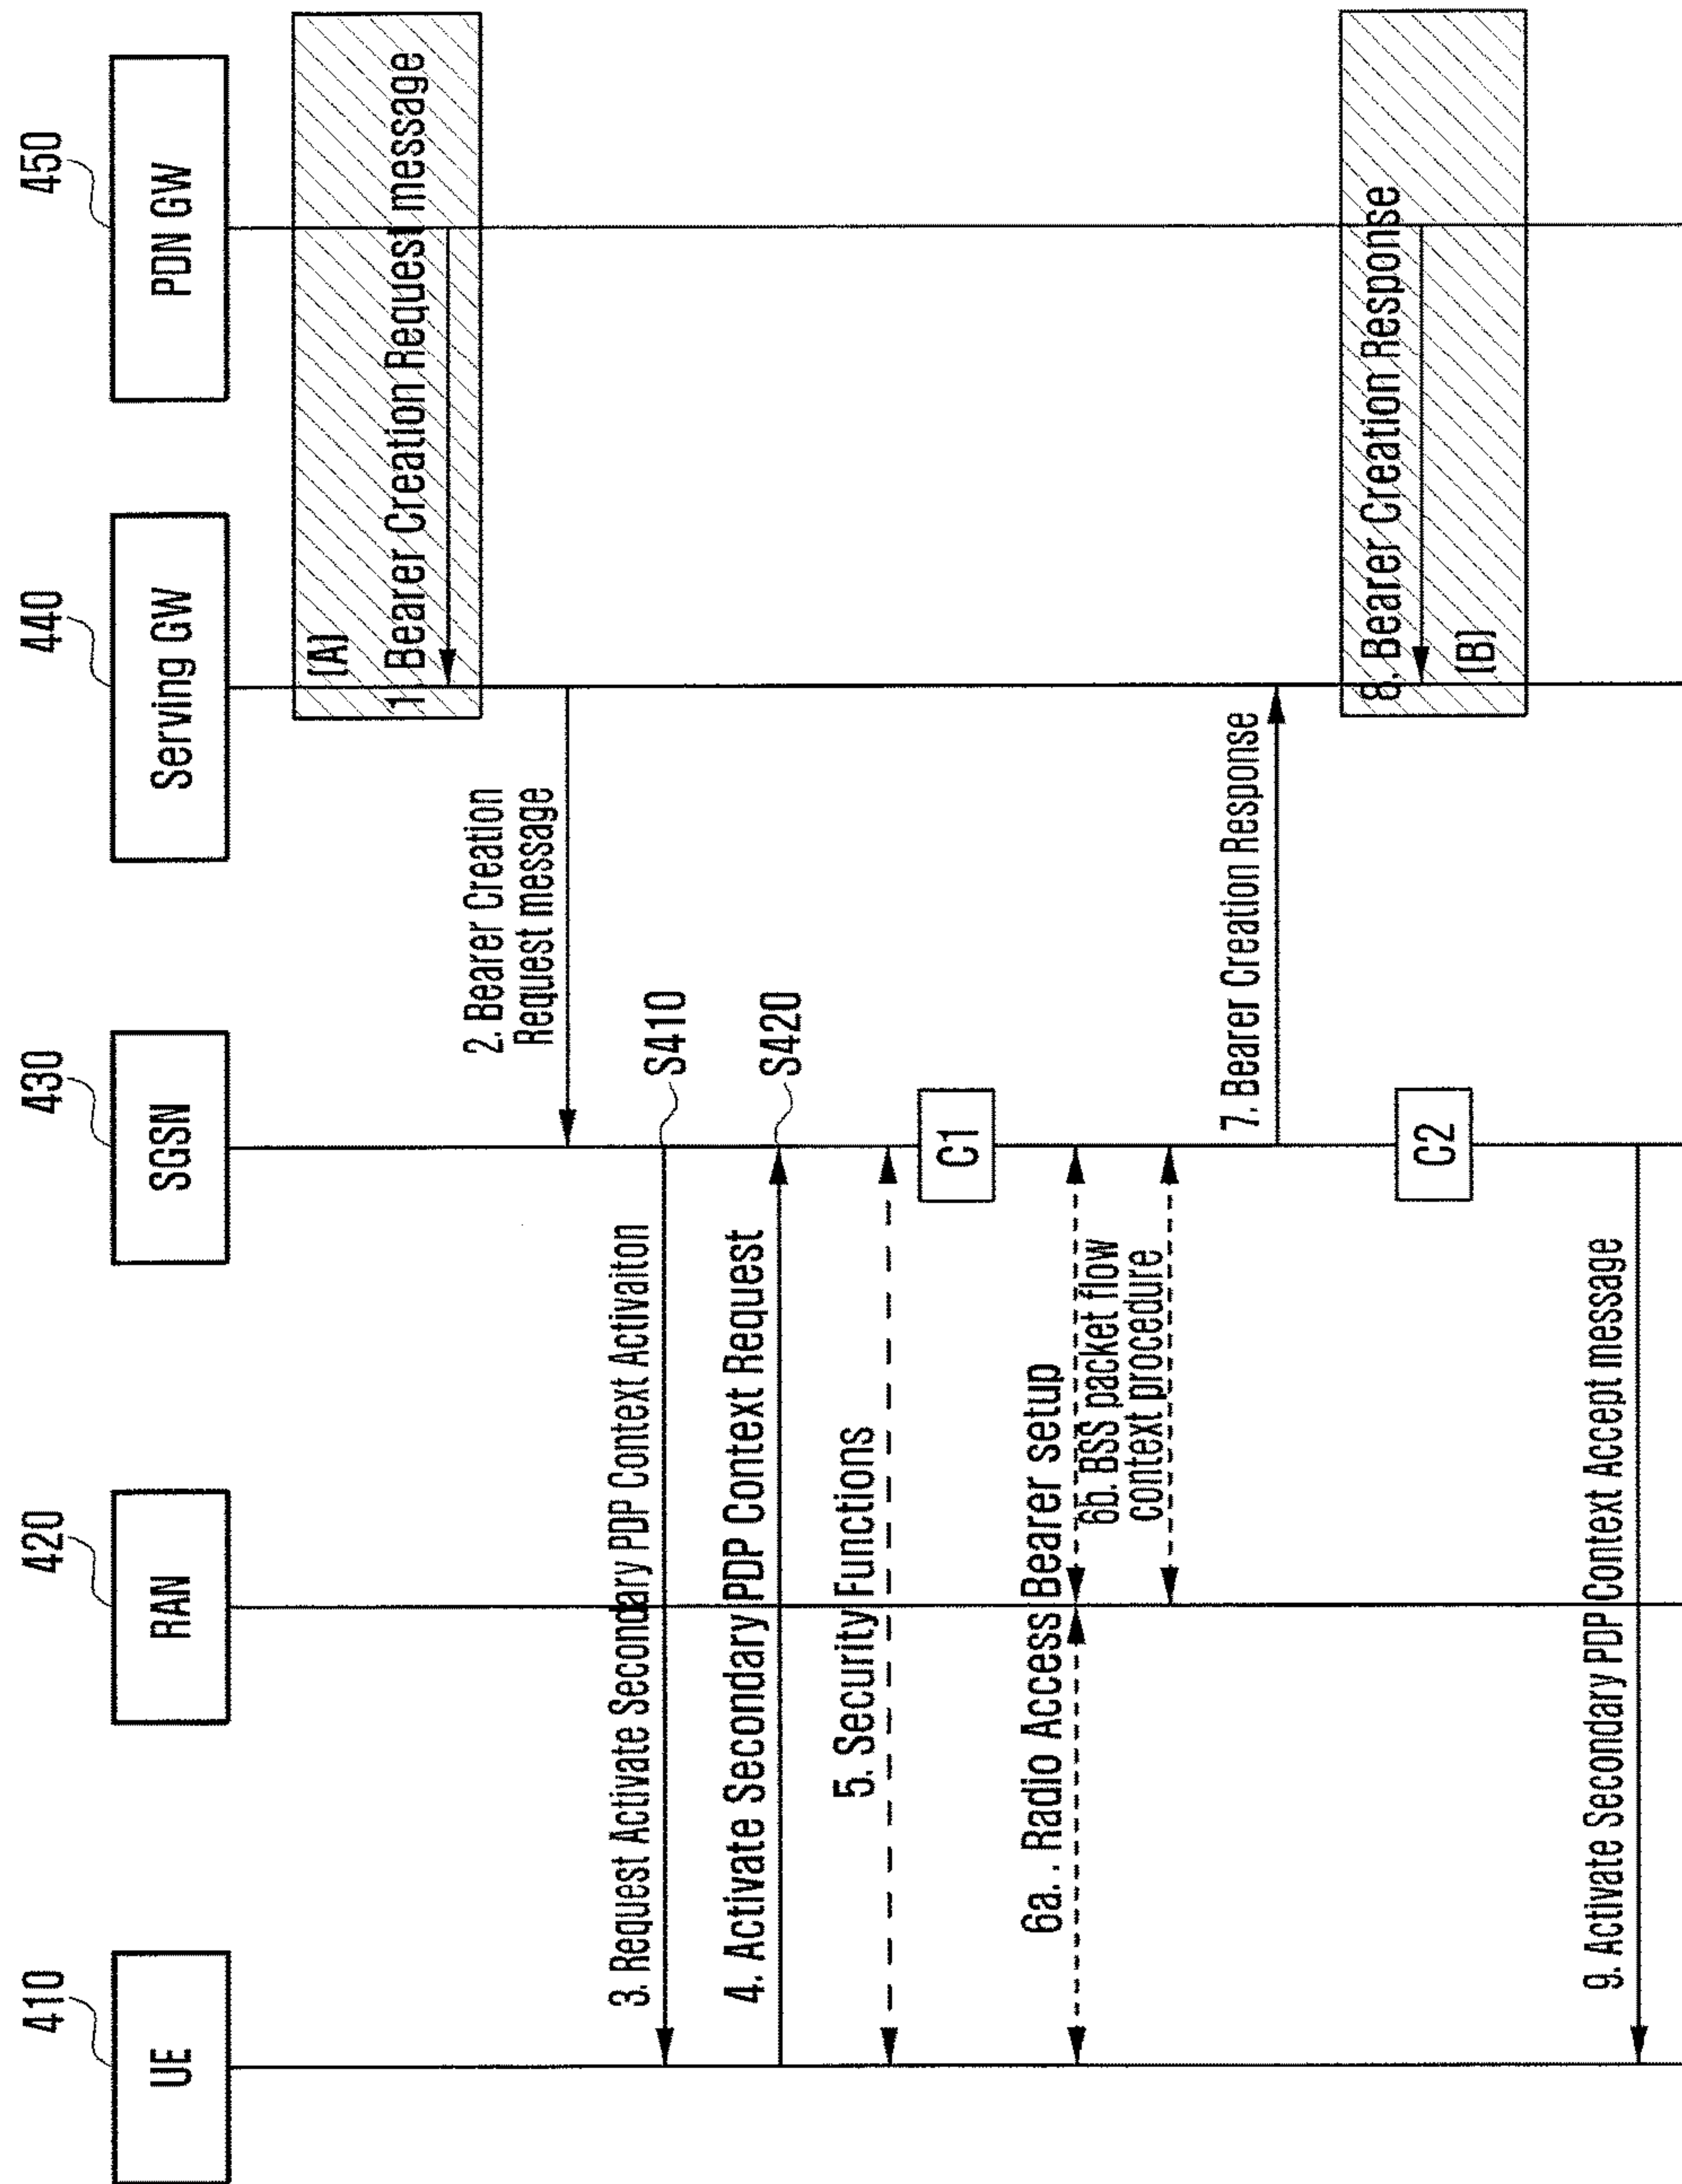 410
UE
420
RAN
430
SGSN
440
Serving GW
450
PDN GW
(A)
1. Bearer Creation Request message
2. Bearer Creation
Request message
3. Request Activate Secondary PDP Context Activaiton
S410
4. Activate Secondary PDP Context Request
S420
5. Security Functions
C1
6a. . Radio Access Bearer setup
6b. BSS packet flow
context procedure
7. Bearer Creation Response
8. Bearer Creation Response
(B)
C2
9. Activate Secondary PDP Context Accept message